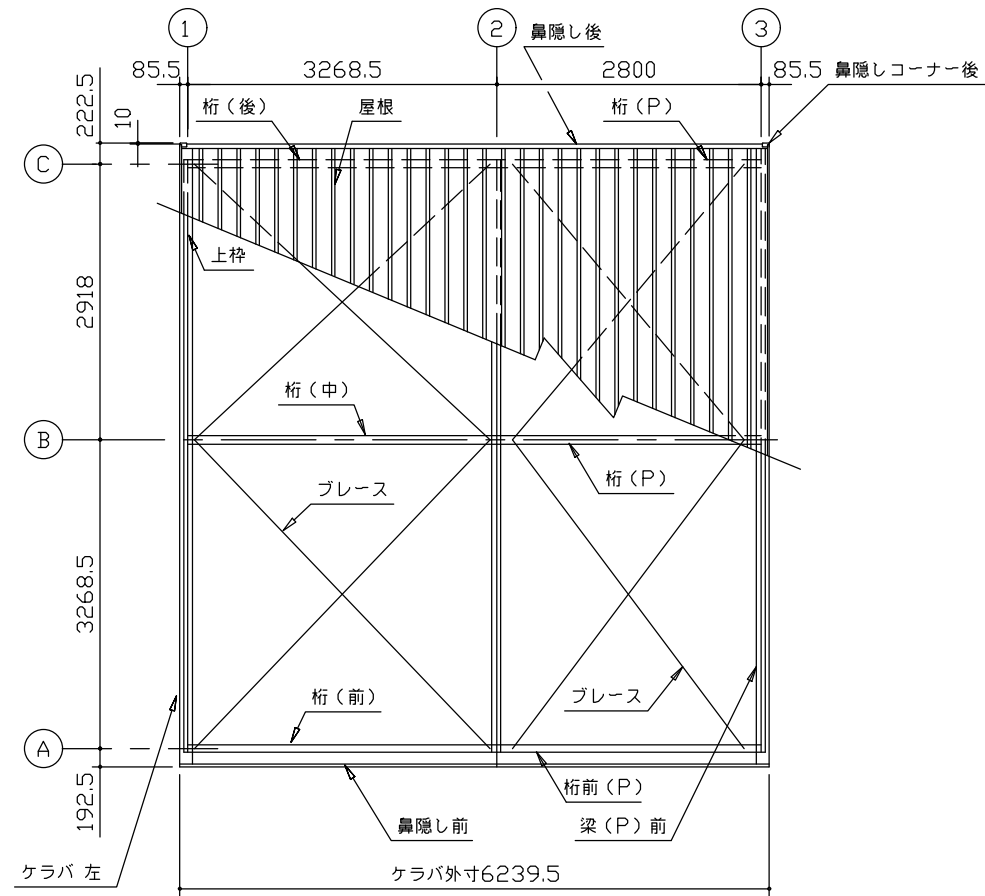 1
2
3
鼻隠し後
85.5
3268.5
2800
85.5
鼻隠しコーナー後
222.5
10
桁(後)
屋根
桁(P)
C
上枠
2918
桁(中)
B
桁(P)
ブレース
3268.5
桁(前)
ブレース
A
192.5
桁前(P)
鼻隠し前
梁(P)前
ケラバ 左
ケラバ外寸6239.5